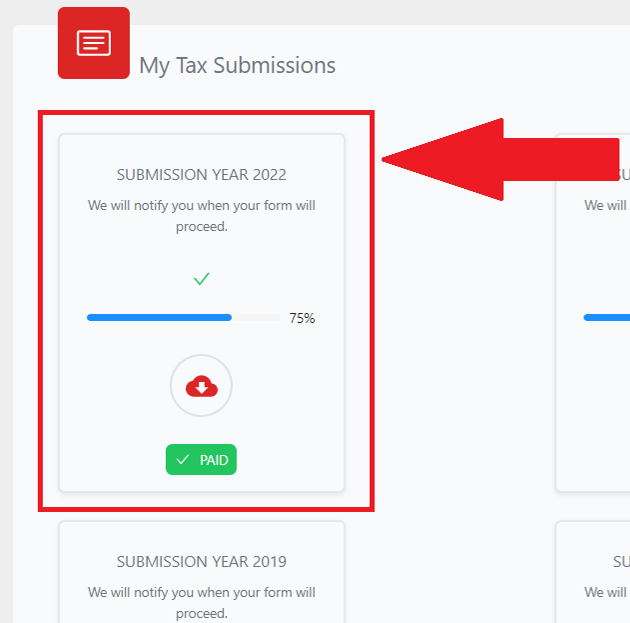 My Tax Submissions
SUBMISSION YEAR 2022
We will notify you when your form will
proceed.
75%
PAID
We will
SUBMISSION YEAR 2019
We will notify you when your form will
proceed.
SU
We will